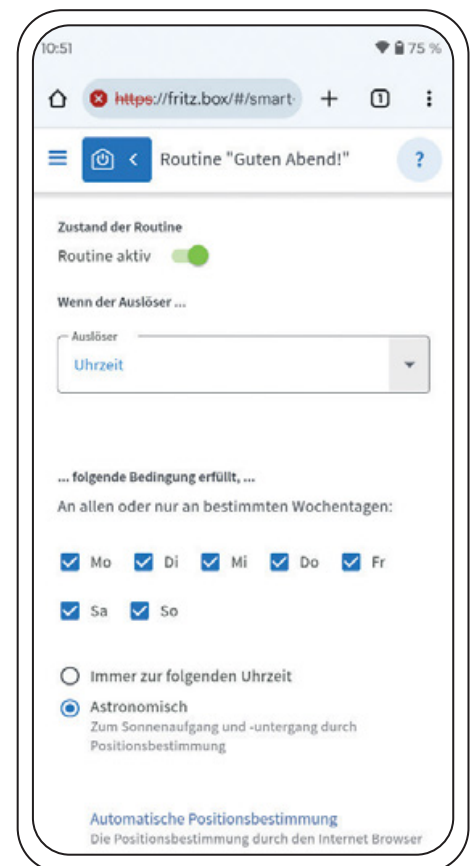 10:51
75 %
https://fritz.box/#/smart-
1
Routine "Guten Abend!"
?
Zustand der Routine
Routine aktiv
Wenn der Auslöser ...
Auslöser
Uhrzeit
... folgende Bedingung erfüllt, ...
An allen oder nur an bestimmten Wochentagen:
Mo Di Mi Do Fr
Sa So
Immer zur folgenden Uhrzeit
Astronomisch
Zum Sonnenaufgang und -untergang durch
Positionsbestimmung
Automatische Positionsbestimmung
Die Positionsbestimmung durch den Internet Browser